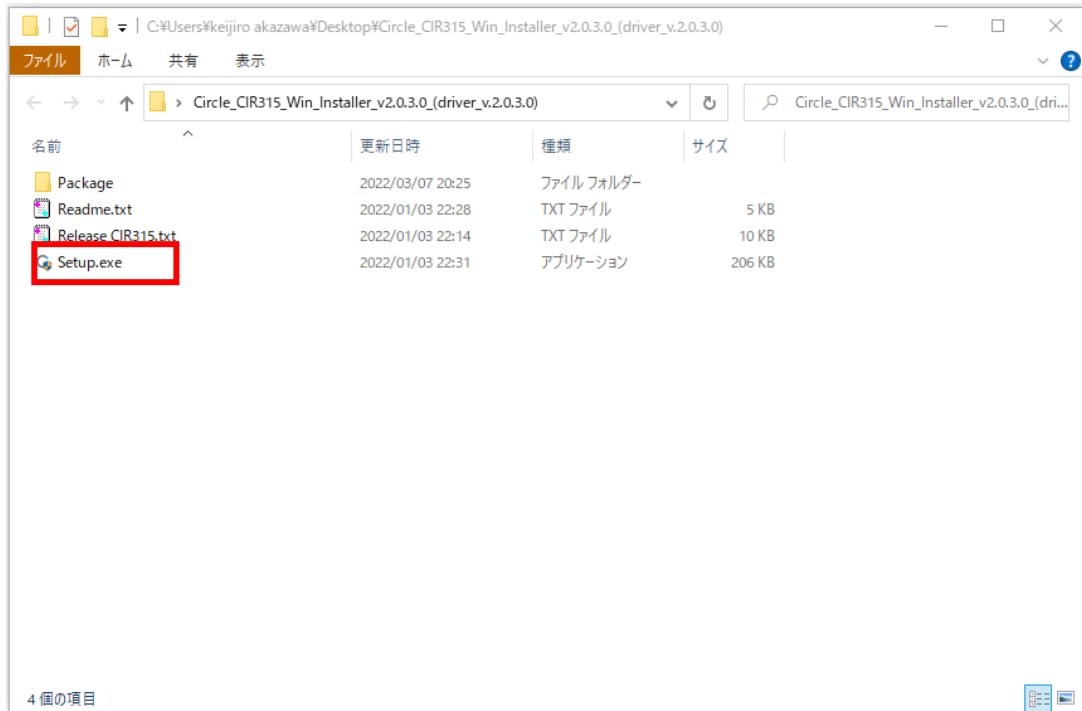 C:¥Users¥keijiro akazawa¥Desktop¥Circle_CIR315_Win_Installer_v2.0.3.0_(driver_v.2.0.3.0)
ファイル ホーム 共有 表示
Circle_CIR315_Win_Installer_v2.0.3.0_(driver_v.2.0.3.0) Circle_CIR315_Win_Installer_v2.0.3.0_(dri...
名前 更新日時 種類 サイズ
Package 2022/03/07 20:25 ファイル フォルダー
Readme.txt 2022/01/03 22:28 TXT ファイル 5 KB
Release CIR315.txt 2022/01/03 22:14 TXT ファイル 10 KB
Setup.exe 2022/01/03 22:31 アプリケーション 206 KB
4 個の項目